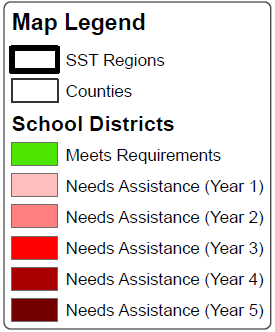 Map Legend
SST Regions
Counties
School Districts
Meets Requirements
Needs Assistance (Year 1)
Needs Assistance (Year 2)
Needs Assistance (Year 3)
Needs Assistance (Year 4)
Needs Assistance (Year 5)